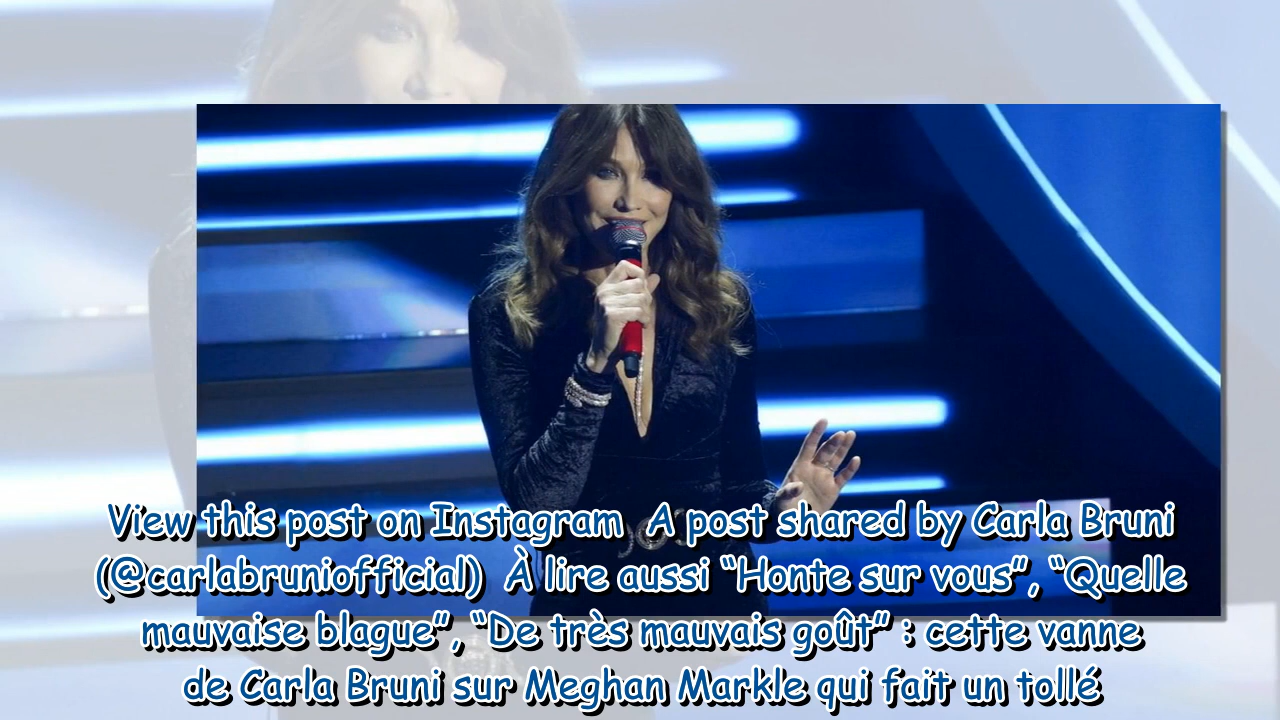 View this post on Instagram  A post shared by Carla Bruni
(@carlabruniofficial)  À lire aussi “Honte sur vous”, “Quelle
mauvaise blague”, “De très mauvais goût” : cette vanne
de Carla Bruni sur Meghan Markle qui fait un tollé